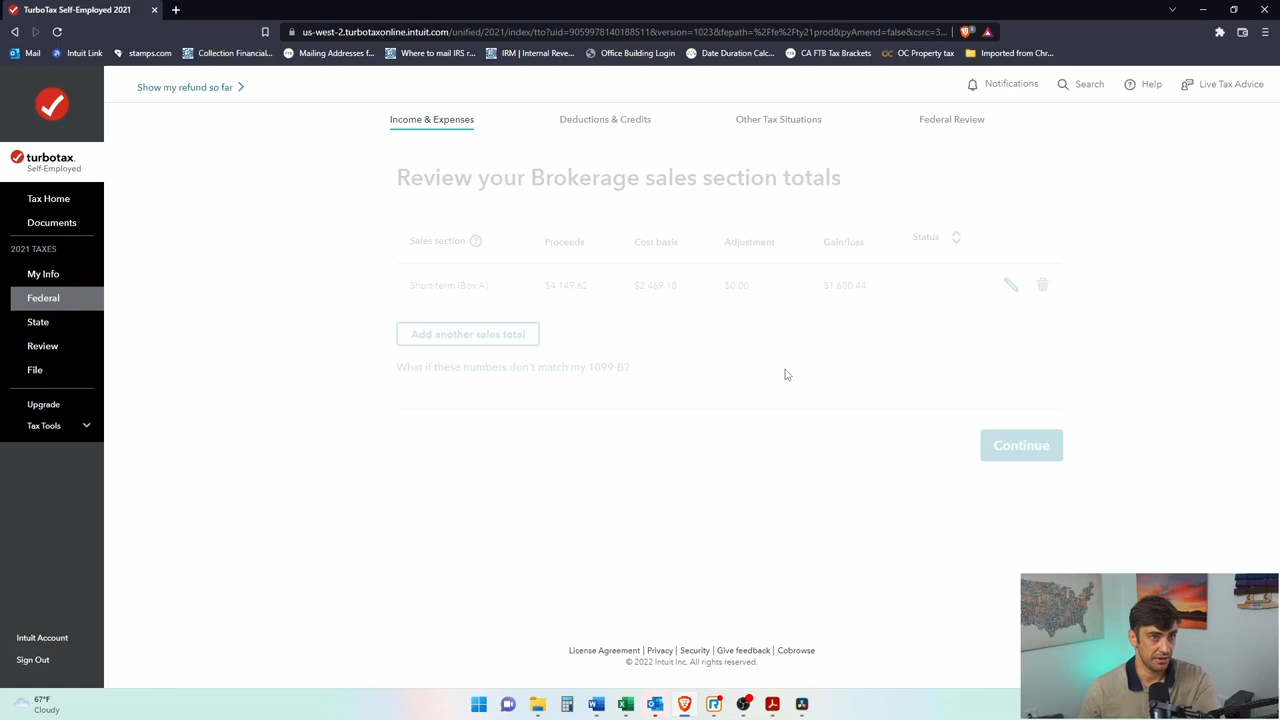 TurboTax Self-Employed 2021
us-west-2.turbotaxonline.intuit.com/unified/2021/index/tto?uid=9059978140188511&version=1023&fepath=%2Ffe%2Fty21prod&pyAmend=false&csrc=3...
Mail
Intuit Link
stamps.com
Collection Financial...
Mailing Addresses f...
Where to mail IRS r...
IRM | Internal Reve...
Office Building Login
Date Duration Calc...
CA FTB Tax Brackets
OC Property tax
Imported from Chr...
Show my refund so far
Notifications
Search
Help
Live Tax Advice
turbotax
Self-Employed
Tax Home
Documents
2021 TAXES
My Info
Federal
State
Review
File
Upgrade
Tax Tools
Intuit Account
Sign Out
Income & Expenses
Deductions & Credits
Other Tax Situations
Federal Review
Review your Brokerage sales section totals
Sales section
Proceeds
Cost basis
Adjustment
Gain/loss
Status
Short-term (Box A)
$4,149.62
$2,469.18
$0.00
$1,680.44
Add another sales total
What if these numbers don't match my 1099-B?
Continue
License Agreement | Privacy | Security | Give feedback | Cobrowse
© 2022 Intuit Inc. All rights reserved.
67°F
Cloudy